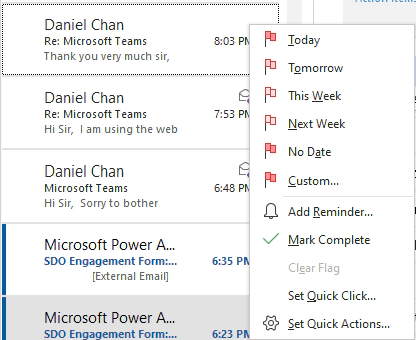 Action Items
Daniel Chan
Re: Microsoft Teams 8:03 PM
Thank you very much sir,
Daniel Chan
Re: Microsoft Teams 7:53 PM
Hi Sir, I am using the web
Daniel Chan
Microsoft Teams 6:48 PM
Hi Sir, Sorry to bother
Microsoft Power A...
SDO Engagement Form:... 6:35 PM
[External Email]
Microsoft Power A...
SDO Engagement Form:... 6:23 PM
Today
Tomorrow
This Week
Next Week
No Date
Custom...
Add Reminder...
Mark Complete
Clear Flag
Set Quick Click...
Set Quick Actions...